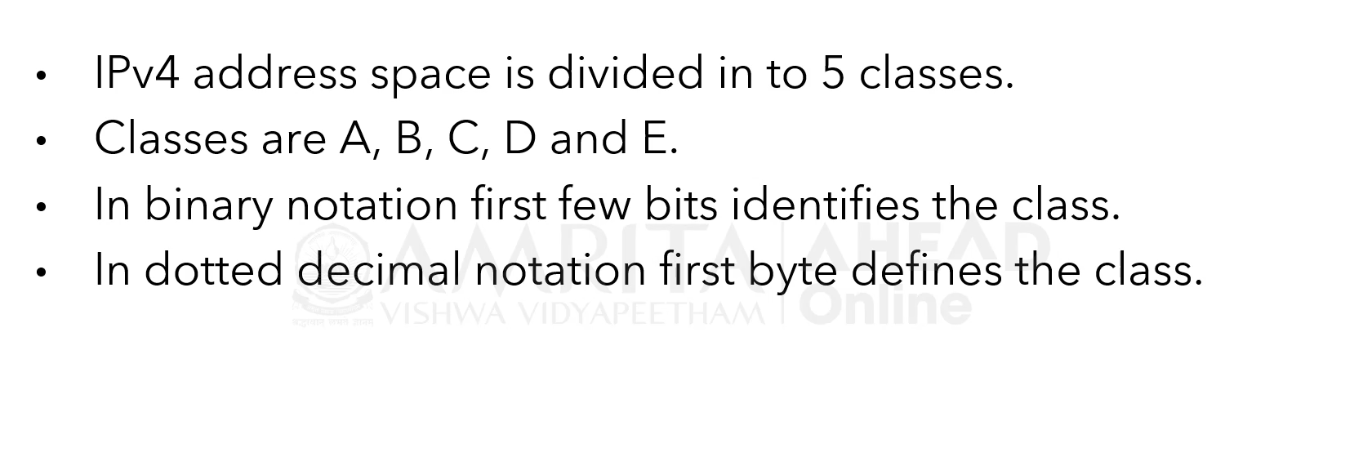 • IPv4 address space is divided in to 5 classes.
• Classes are A, B, C, D and E.
• In binary notation first few bits identifies the class.
• In dotted decimal notation first byte defines the class.
AMRITA AHEAD
VISHWA VIDYAPEETHAM Online